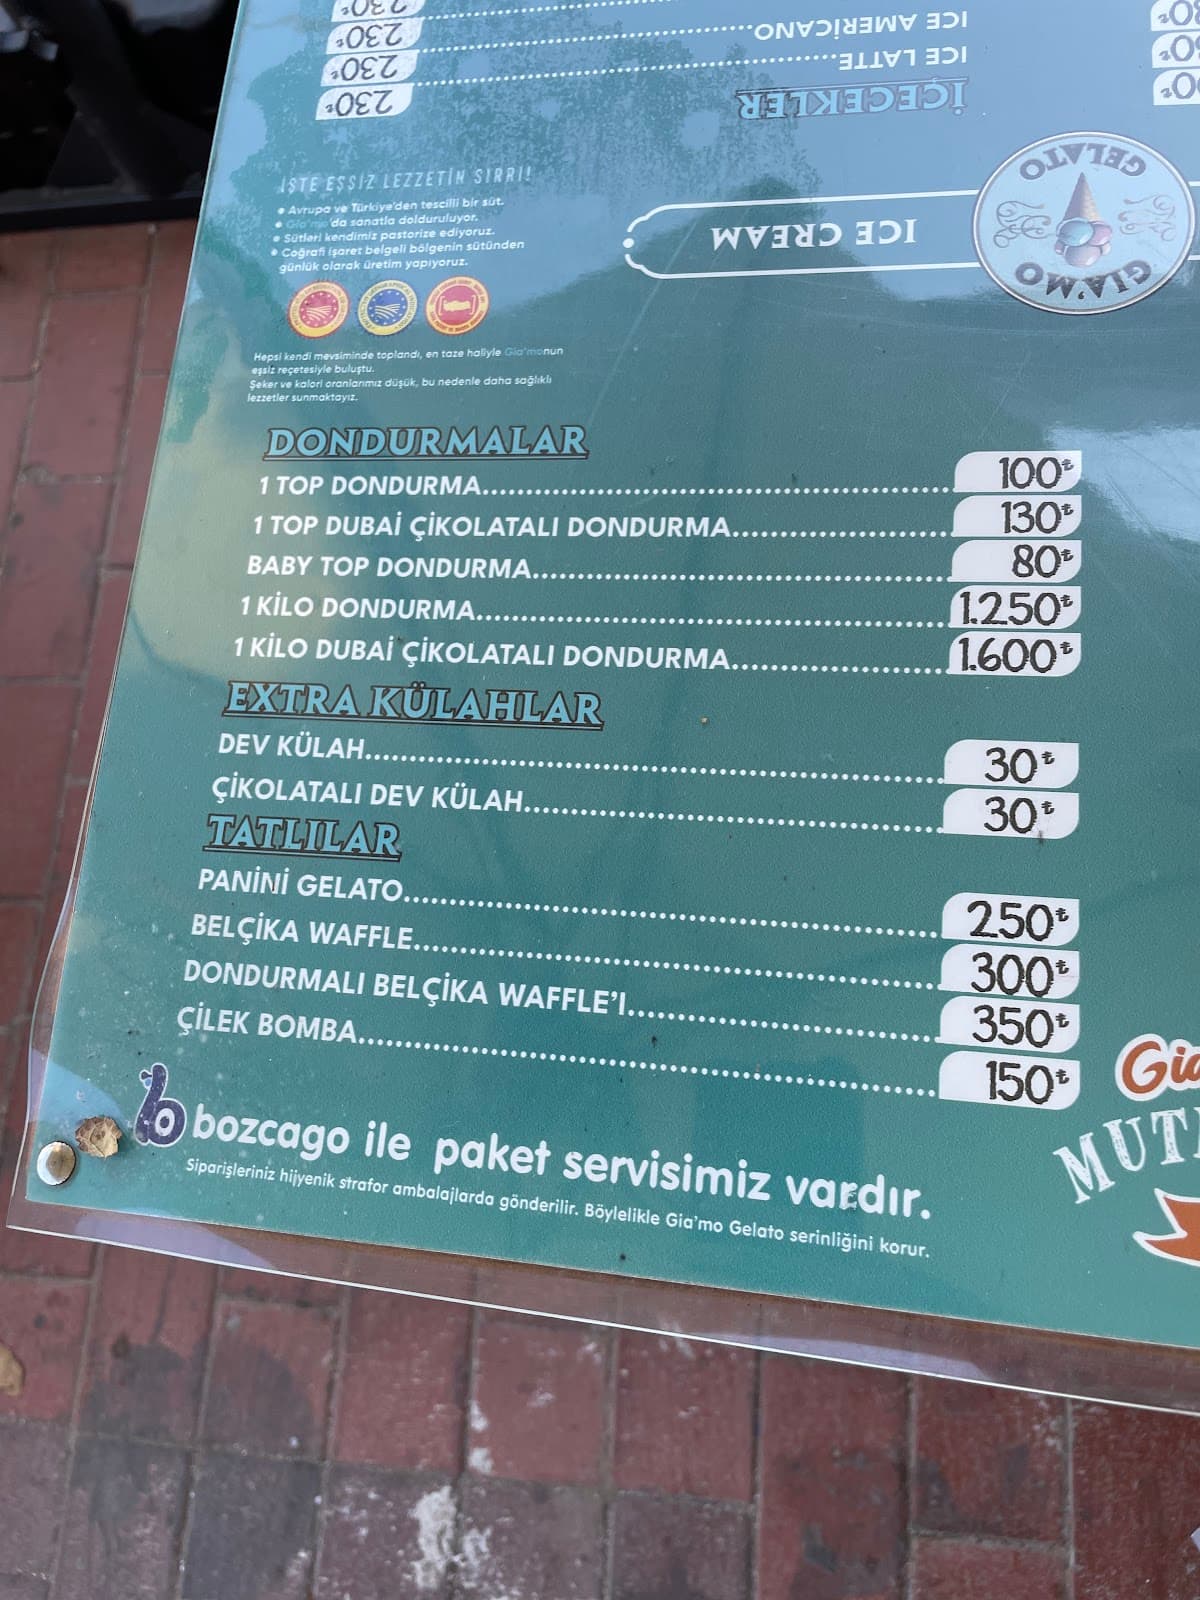 230₺
230₺
230₺
230₺
ICE AMERİCANO
ICE LATTE
İÇECEKLER
İŞTE EŞSİZ LEZZETİN SIRRI!
• Avrupa ve Türkiye'den tescilli bir süt.
• Gia'mo'da sanatla dolduruluyor.
• Sütleri kendimiz pastorize ediyoruz.
• Coğrafi işaret belgeli bölgenin sütünden
günlük olarak üretim yapıyoruz.
ICE CREAM
GIA'MO
GELATO
Hepsi kendi mevsiminde toplandı, en taze haliyle Gia'monun
eşsiz reçetesiyle buluştu.
Şeker ve kalori oranlarımız düşük, bu nedenle daha sağlıklı
lezzetler sunmaktayız.
DONDURMALAR
1 TOP DONDURMA 100₺
1 TOP DUBAİ ÇİKOLATALI DONDURMA 130₺
BABY TOP DONDURMA 80₺
1 KİLO DONDURMA 1.250₺
1 KİLO DUBAİ ÇİKOLATALI DONDURMA 1.600₺
EXTRA KÜLAHLAR
DEV KÜLAH 30₺
ÇİKOLATALI DEV KÜLAH 30₺
TATLILAR
PANİNİ GELATO 250₺
BELÇİKA WAFFLE 300₺
DONDURMALI BELÇİKA WAFFLE'I 350₺
ÇİLEK BOMBA 150₺
b bozcago ile paket servisimiz vardır.
Siparişleriniz hijyenik strafor ambalajlarda gönderilir. Böylelikle Gia'mo Gelato serinliğini korur.